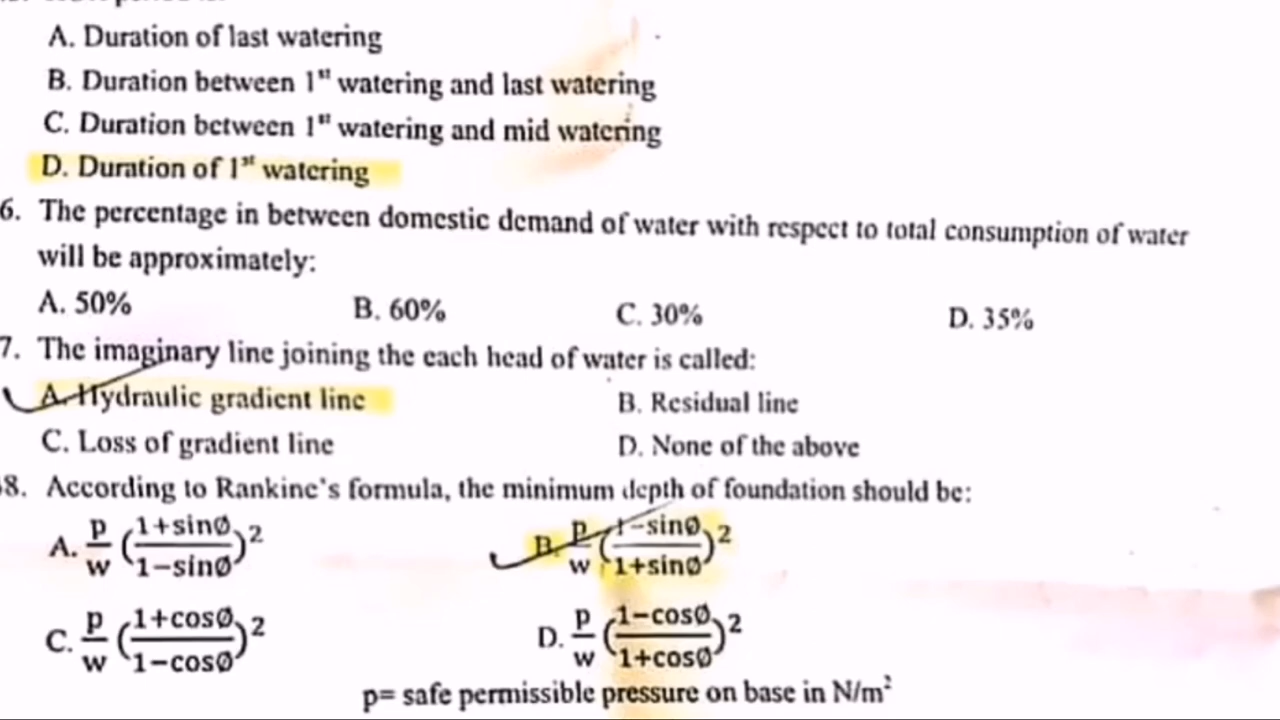 A. Duration of last watering
B. Duration between 1st watering and last watering
C. Duration between 1st watering and mid watering
D. Duration of 1st watering
6. The percentage in between domestic demand of water with respect to total consumption of water
will be approximately:
A. 50% B. 60% C. 30% D. 35%
7. The imaginary line joining the each head of water is called:
A. Hydraulic gradient line B. Residual line
C. Loss of gradient line D. None of the above
8. According to Rankine's formula, the minimum depth of foundation should be:
A. p/w (1+sinØ/1−sinØ)² B. p/w (1−sinØ/1+sinØ)²
C. p/w (1+cosØ/1−cosØ)² D. p/w (1−cosØ/1+cosØ)²
p= safe permissible pressure on base in N/m²